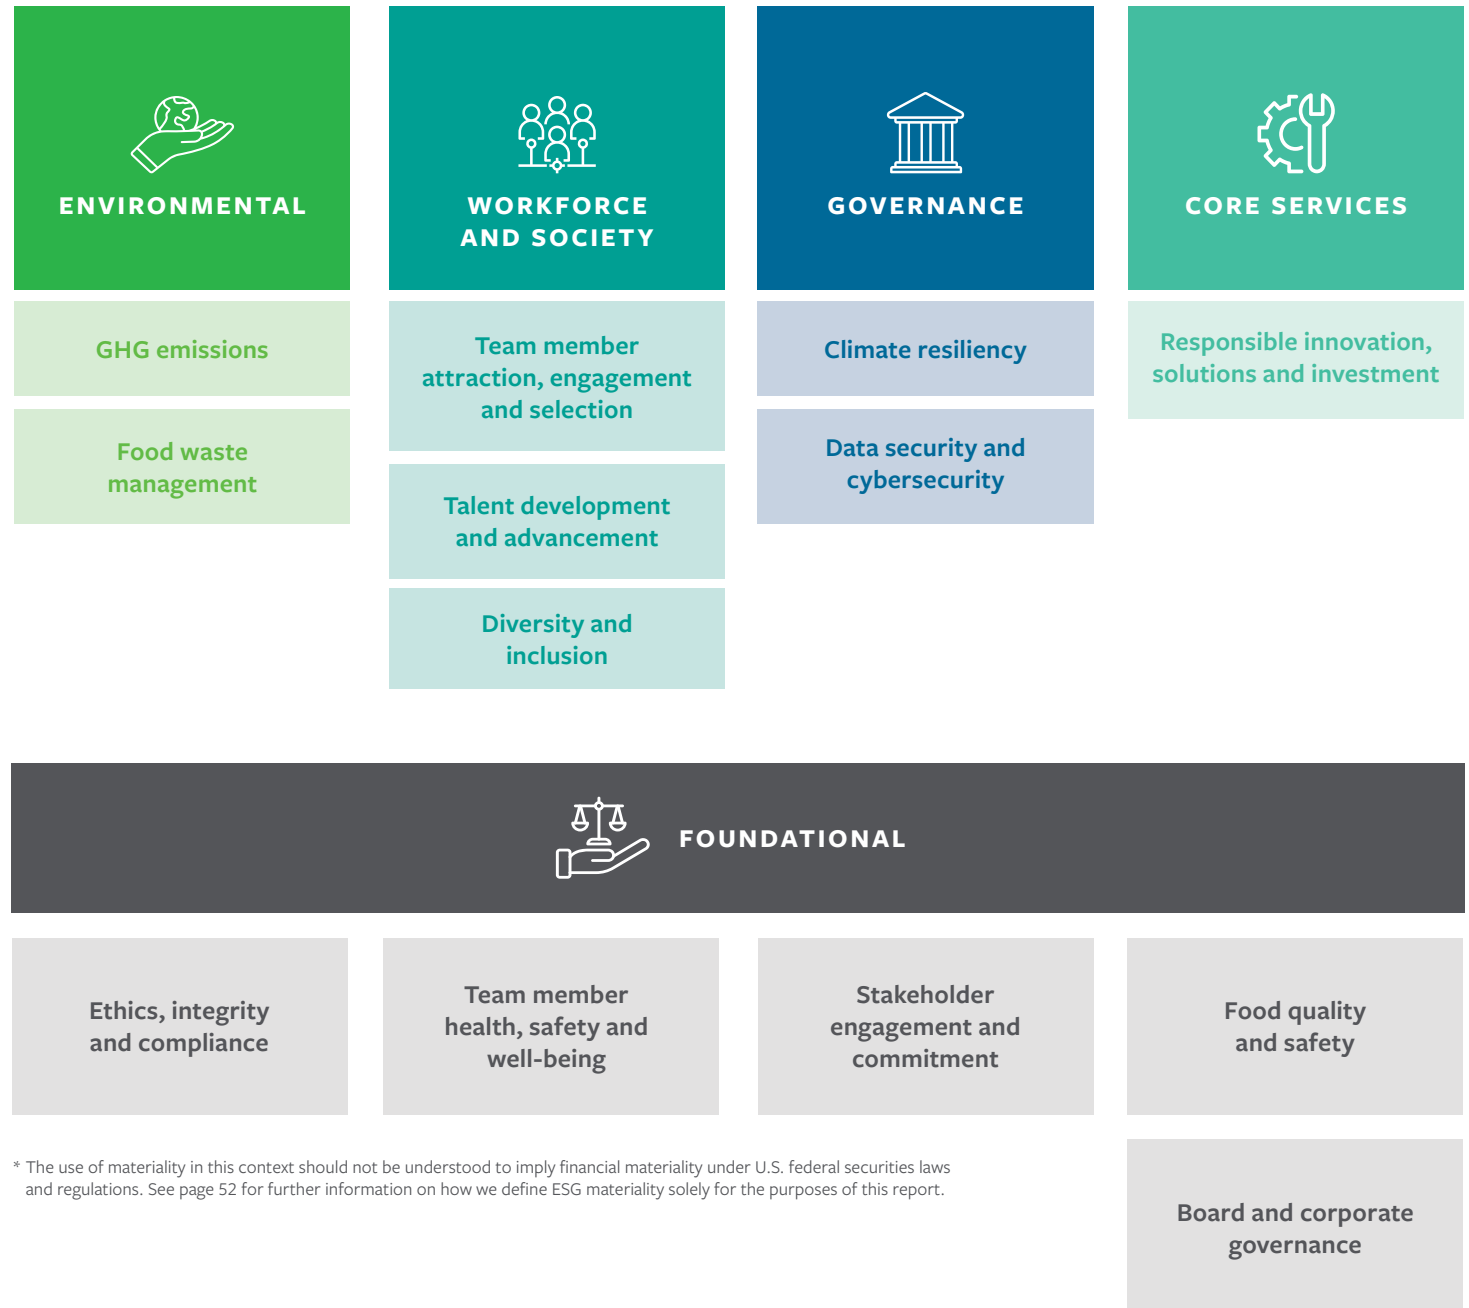 ENVIRONMENTAL
GHG emissions
Food waste
management
WORKFORCE
AND SOCIETY
Team member
attraction, engagement
and selection
Talent development
and advancement
Diversity and
inclusion
GOVERNANCE
Climate resiliency
Data security and
cybersecurity
CORE SERVICES
Responsible innovation,
solutions and investment
FOUNDATIONAL
Ethics, integrity
and compliance
Team member
health, safety and
well-being
Stakeholder
engagement and
commitment
Food quality
and safety
Board and corporate
governance
* The use of materiality in this context should not be understood to imply financial materiality under U.S. federal securities laws
and regulations. See page 52 for further information on how we define ESG materiality solely for the purposes of this report.